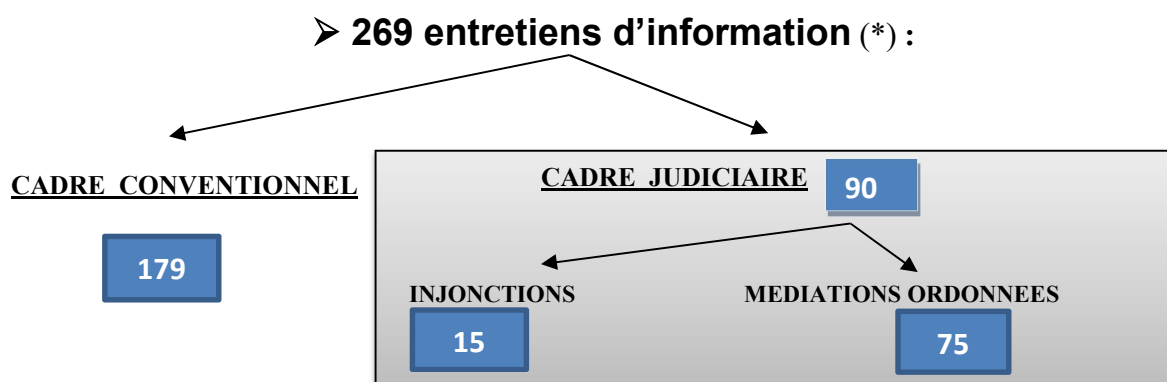 ➢ 269 entretiens d’information (*) :
CADRE CONVENTIONNEL
179
CADRE JUDICIAIRE
90
INJONCTIONS
15
MEDIATIONS ORDONNEES
75